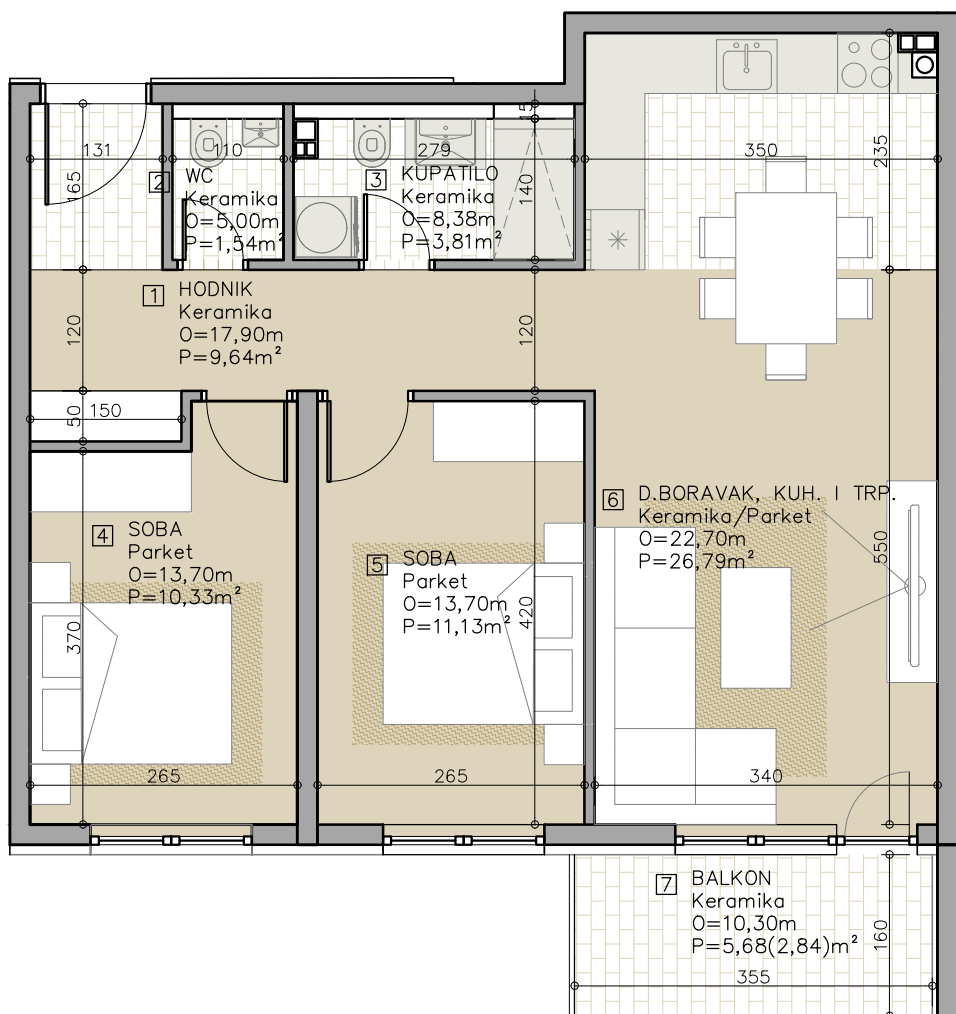 15
131
110
279
350
235
165
140
2 WC
Keramika
O=5,00m
P=1,54m²
3 KUPATILO
Keramika
O=8,38m
P=3,81m²
1 HODNIK
Keramika
O=17,90m
P=9,64m²
120
120
50
150
6 D.BORAVAK, KUH. I TRP.
Keramika/Parket
O=22,70m
P=26,79m²
550
4 SOBA
Parket
O=13,70m
P=10,33m²
5 SOBA
Parket
O=13,70m
P=11,13m²
370
420
265
265
340
7 BALKON
Keramika
O=10,30m
P=5,68(2,84)m²
160
355